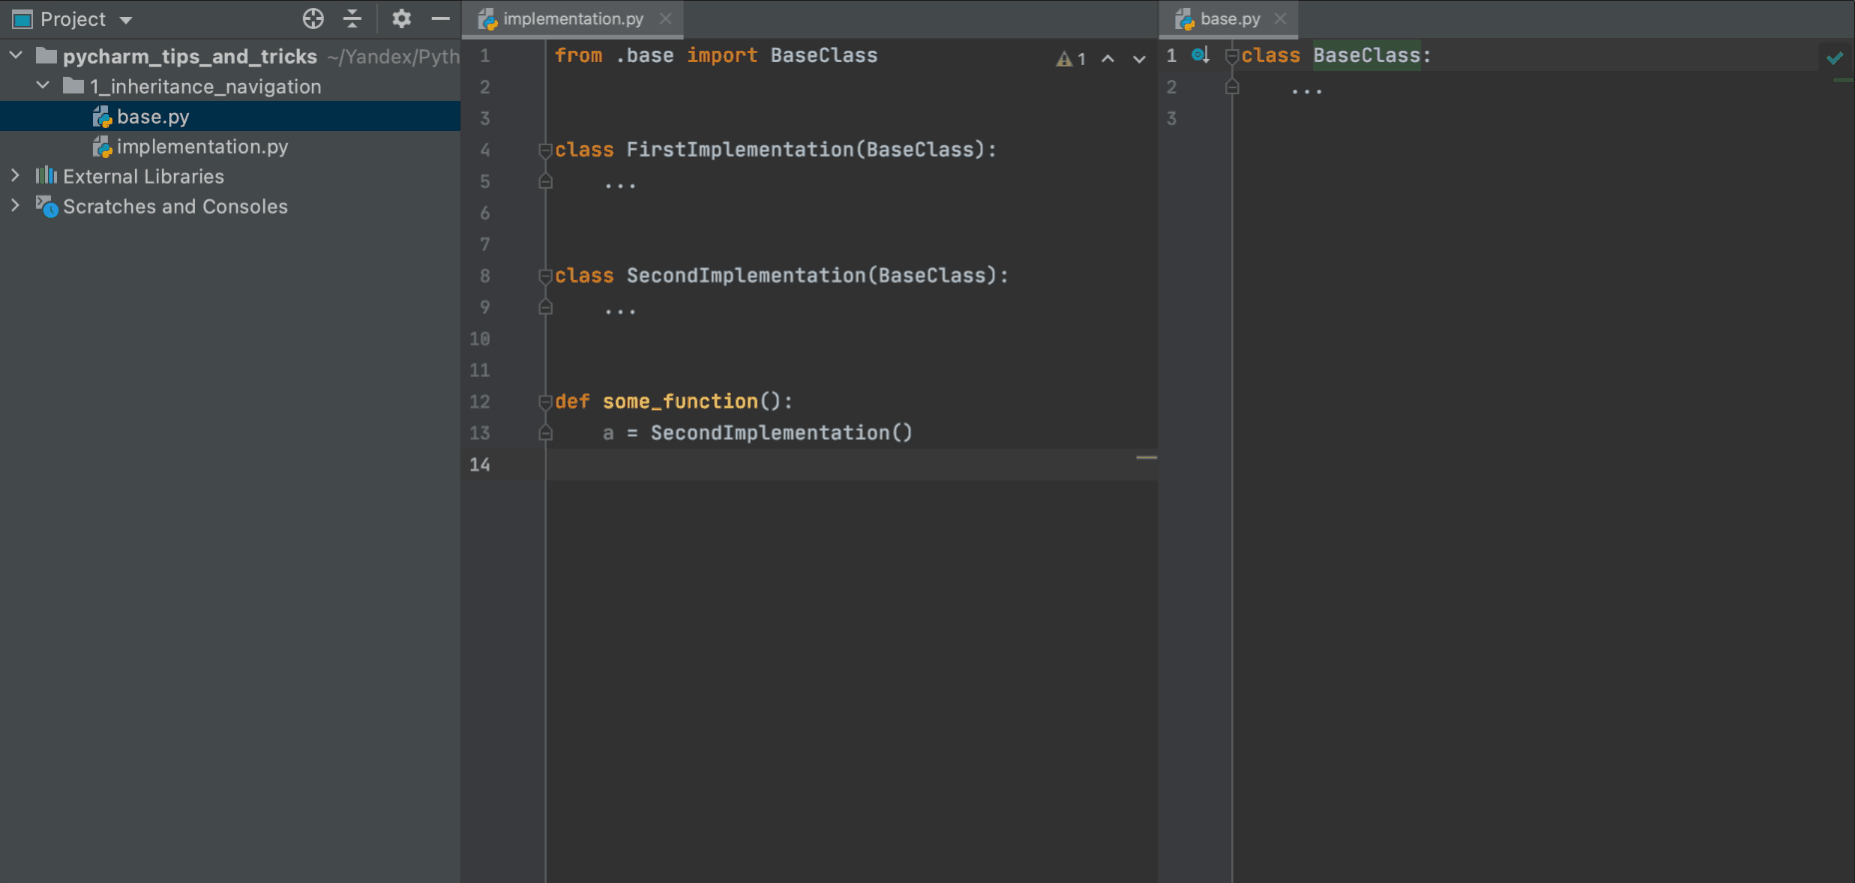 Project
pycharm_tips_and_tricks ~/Yandex/Pyth
1_inheritance_navigation
base.py
implementation.py
External Libraries
Scratches and Consoles
implementation.py
1 from .base import BaseClass
1
2
3
4 class FirstImplementation(BaseClass):
5 ...
6
7
8 class SecondImplementation(BaseClass):
9 ...
10
11
12 def some_function():
13 a = SecondImplementation()
14
base.py
1 class BaseClass:
2 ...
3